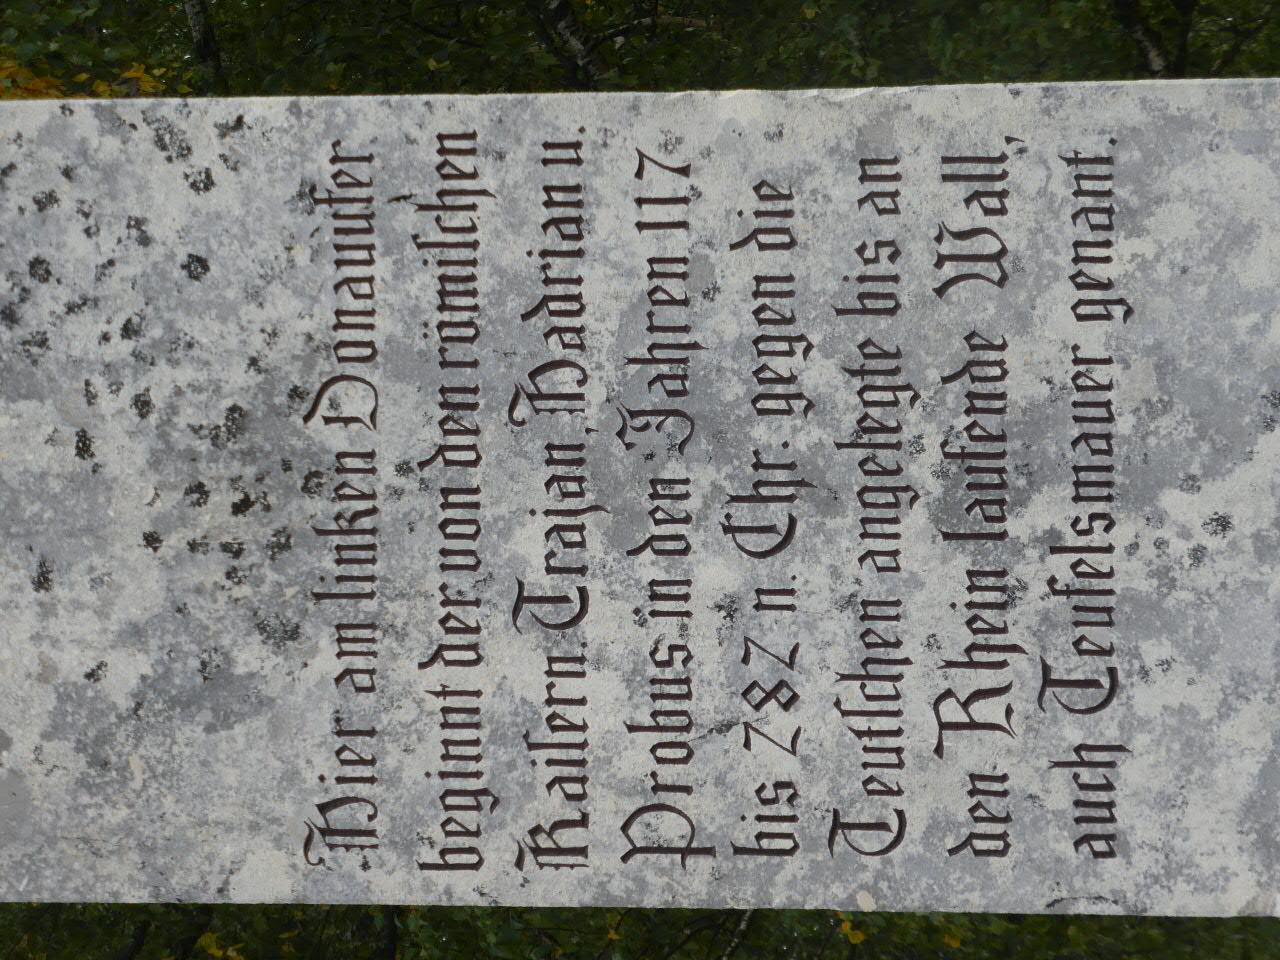 Hier am linken Donauufer
beginnt der von den römiſchen
Kaiſern. Trajan, Hadrian u.
Probus in den Jahren 117
bis 282 n. Chr. gegen die
Teutſchen angelegte bis an
den Rhein laufende Wall,
auch Teufelsmauer genant.